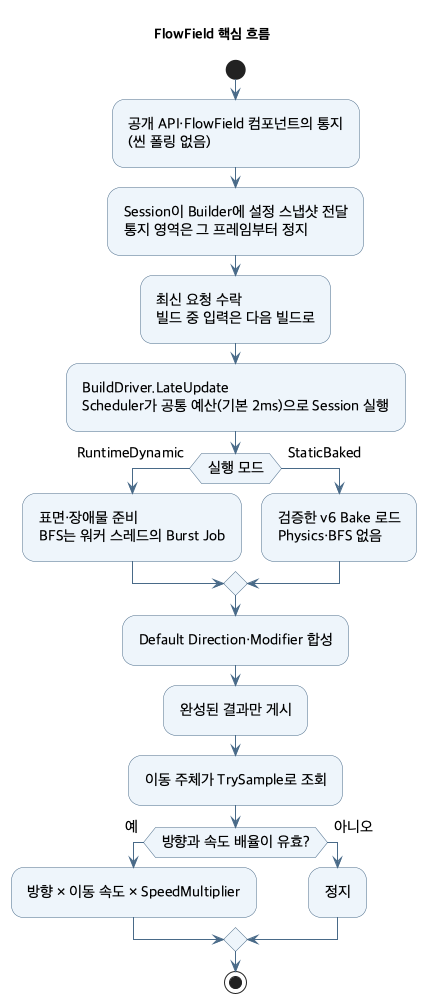 FlowField 핵심 흐름
공개 API·FlowField 컴포넌트의 통지
(씬 폴링 없음)
Session이 Builder에 설정 스냅샷 전달
통지 영역은 그 프레임부터 정지
최신 요청 수락
빌드 중 입력은 다음 빌드로
BuildDriver.LateUpdate
Scheduler가 공통 예산(기본 2ms)으로 Session 실행
실행 모드
RuntimeDynamic
StaticBaked
표면·장애물 준비
BFS는 워커 스레드의 Burst Job
검증한 v6 Bake 로드
Physics·BFS 없음
Default Direction·Modifier 합성
완성된 결과만 게시
이동 주체가 TrySample로 조회
방향과 속도 배율이 유효?
예
아니오
방향 × 이동 속도 × SpeedMultiplier
정지